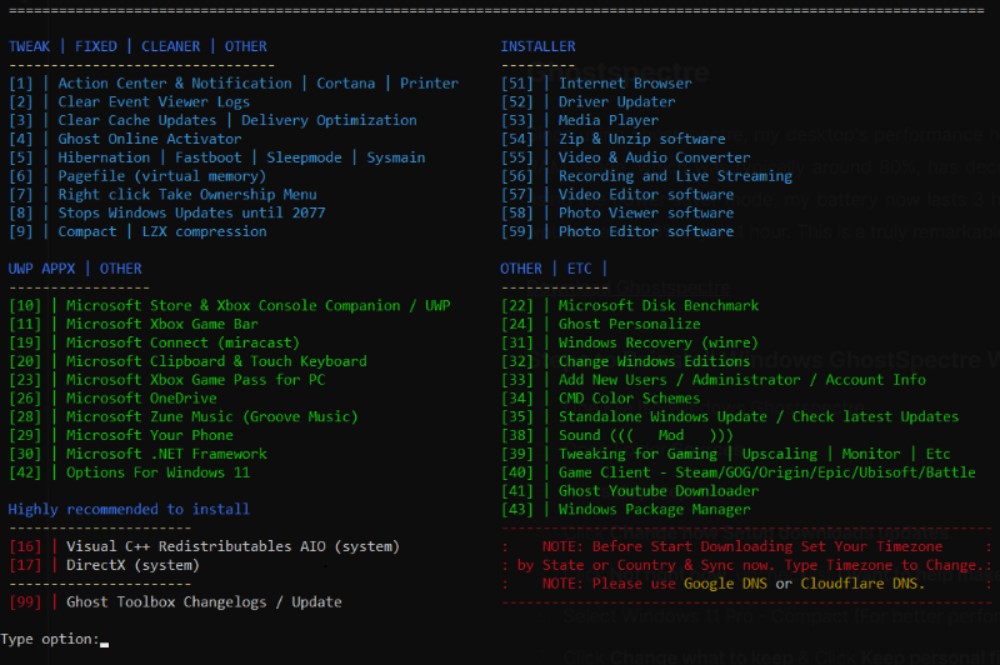 TWEAK | FIXED | CLEANER | OTHER
[1] | Action Center & Notification | Cortana | Printer
[2] | Clear Event Viewer Logs
[3] | Clear Cache Updates | Delivery Optimization
[4] | Ghost Online Activator
[5] | Hibernation | Fastboot | Sleepmode | Sysmain
[6] | Pagefile (virtual memory)
[7] | Right click Take Ownership Menu
[8] | Stops Windows Updates until 2077
[9] | Compact | LZX compression
INSTALLER
[51] | Internet Browser
[52] | Driver Updater
[53] | Media Player
[54] | Zip & Unzip software
[55] | Video & Audio Converter
[56] | Recording and Live Streaming
[57] | Video Editor software
[58] | Photo Viewer software
[59] | Photo Editor software
UWP APPX | OTHER
[10] | Microsoft Store & Xbox Console Companion / UWP
[11] | Microsoft Xbox Game Bar
[19] | Microsoft Connect (miracast)
[20] | Microsoft Clipboard & Touch Keyboard
[23] | Microsoft Xbox Game Pass for PC
[26] | Microsoft OneDrive
[28] | Microsoft Zune Music (Groove Music)
[29] | Microsoft Your Phone
[30] | Microsoft .NET Framework
[42] | Options For Windows 11
OTHER | ETC |
[22] | Microsoft Disk Benchmark
[24] | Ghost Personalize
[31] | Windows Recovery (winre)
[32] | Change Windows Editions
[33] | Add New Users / Administrator / Account Info
[34] | CMD Color Schemes
[35] | Standalone Windows Update / Check latest Updates
[38] | Sound (((   Mod   )))
[39] | Tweaking for Gaming | Upscaling | Monitor | Etc
[40] | Game Client - Steam/GOG/Origin/Epic/Ubisoft/Battle
[41] | Ghost Youtube Downloader
[43] | Windows Package Manager
Highly recommended to install
[16] | Visual C++ Redistributables AIO (system)
[17] | DirectX (system)
[99] | Ghost Toolbox Changelogs / Update
: NOTE: Before Start Downloading Set Your Timezone :
: by State or Country & Sync now. Type Timezone to Change.:
: NOTE: Please use Google DNS or Cloudflare DNS. :
Type option: